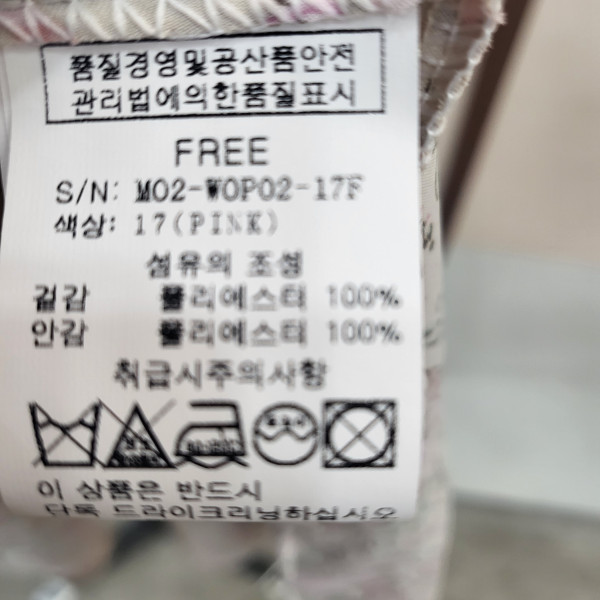 품질경영및공산품안전
관리법에의한품질표시
FREE
S/N: M02-WOP02-17F
색상: 17(PINK)
섬유의 조성
겉감 폴리에스터 100%
안감 폴리에스터 100%
취급시주의사항
이 상품은 반드시
단독 드라이크리닝하십시오